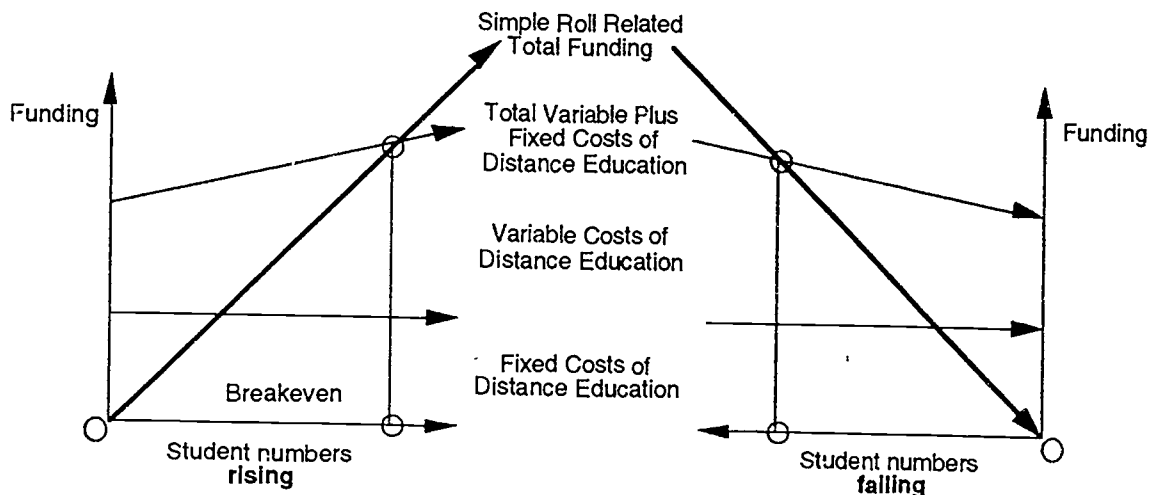 Simple Roll Related
Total Funding
Funding
Total Variable Plus
Fixed Costs of
Distance Education
Funding
Variable Costs of
Distance Education
Fixed Costs of
Distance Education
Breakeven
O
O
Student numbers
rising
Student numbers
falling